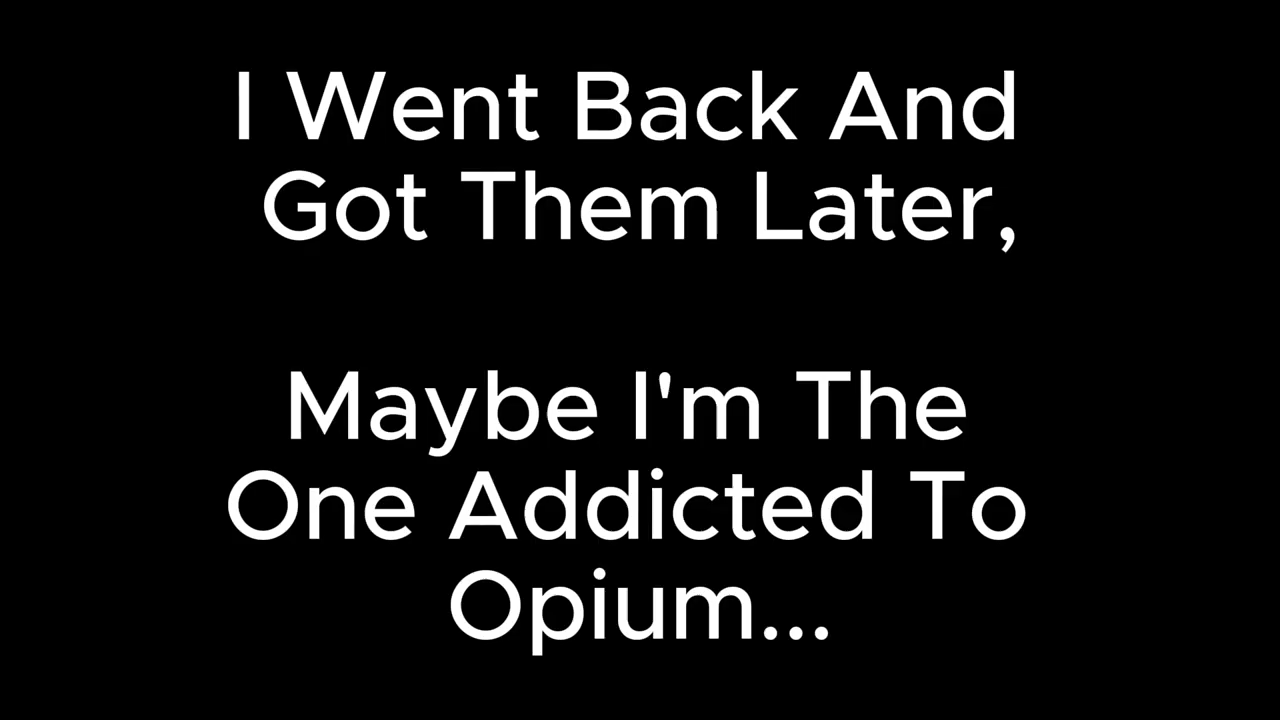 I Went Back And
Got Them Later,
Maybe I'm The
One Addicted To
Opium...